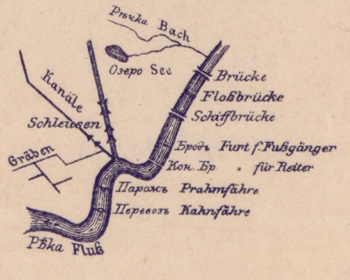 Рѣчка Bach
Озеро See
Kanäle
Brücke
Floßbrücke
Schleusen
Schiffbrücke
Gräben
Бродъ Furt f. Fußgänger
Кон. Бр „ für Reiter
Паромъ Prahmfähre
Перевозъ Kahnfähre
Рѣка Fluß